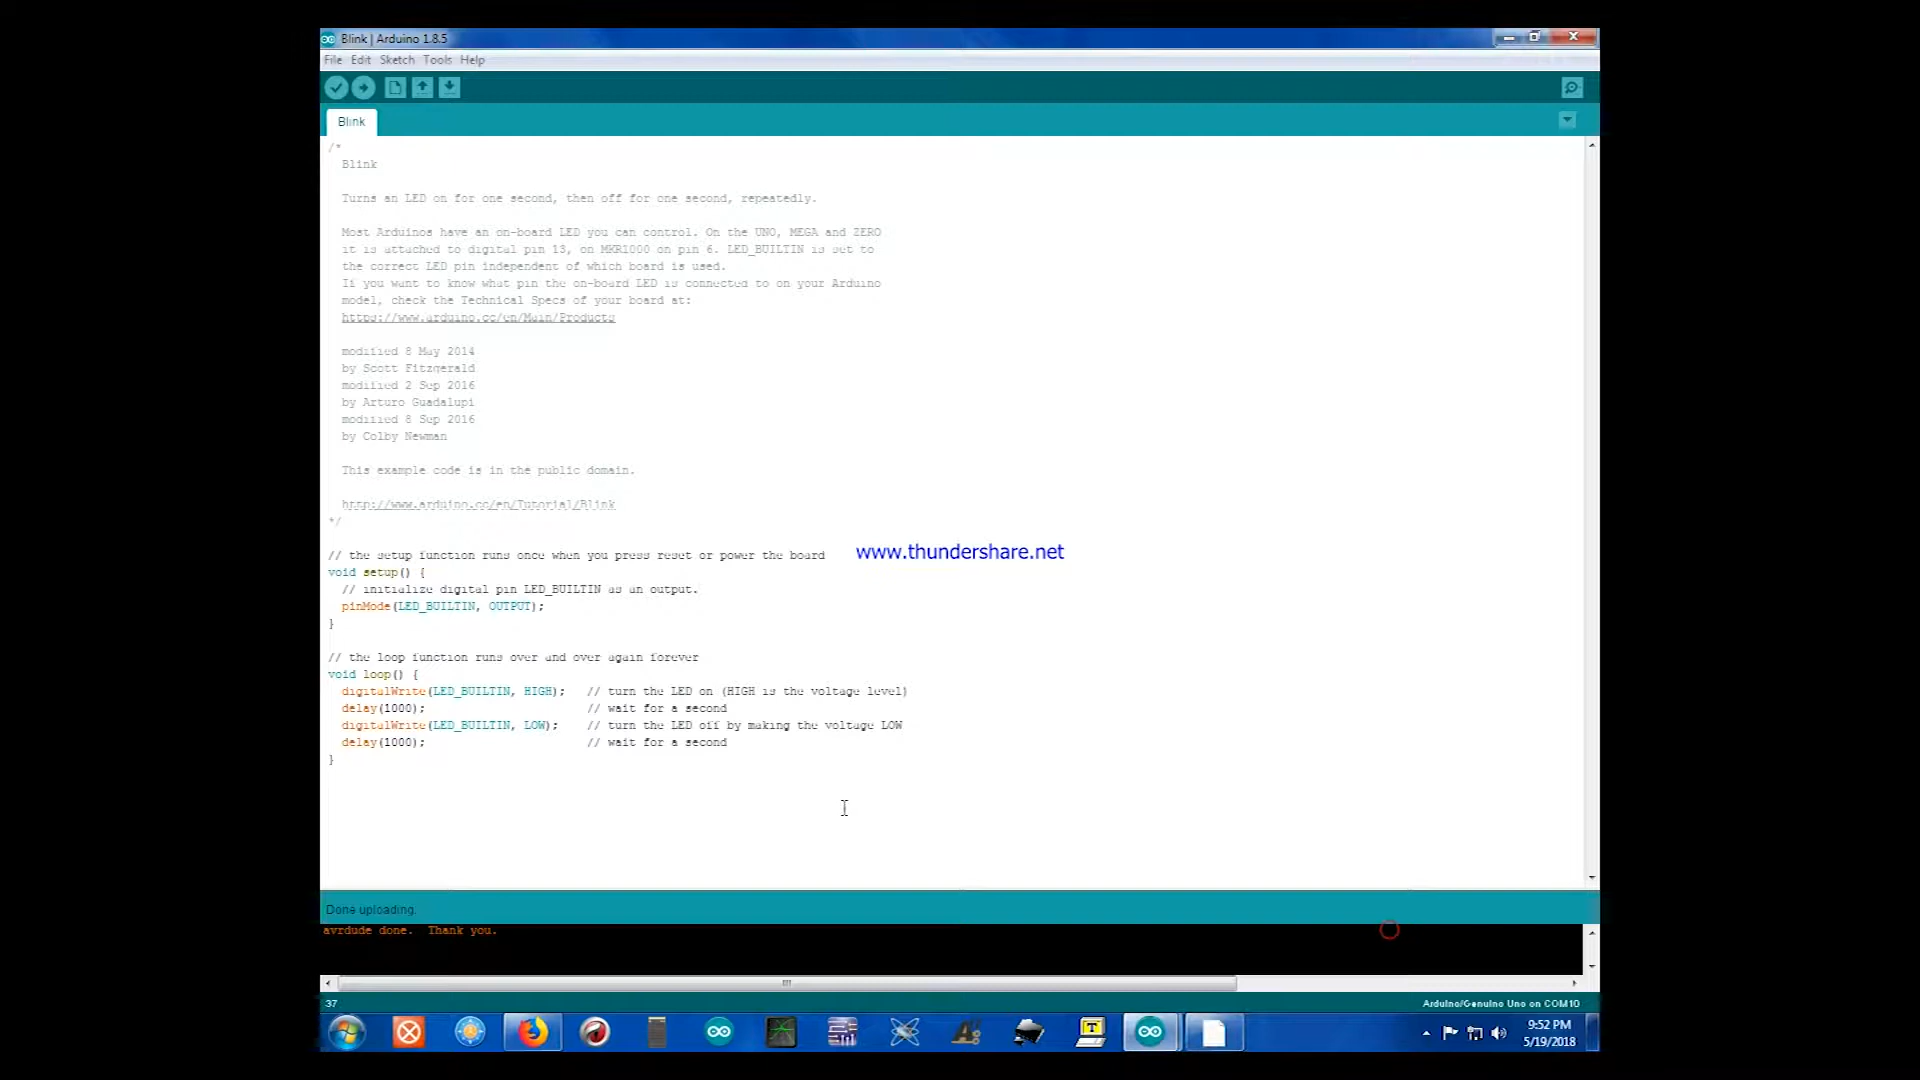 Blink | Arduino 1.8.5
File Edit Sketch Tools Help
Blink
/*
Blink
Turns an LED on for one second, then off for one second, repeatedly.
Most Arduinos have an on-board LED you can control. On the UNO, MEGA and ZERO
it is attached to digital pin 13, on MKR1000 on pin 6. LED_BUILTIN is set to
the correct LED pin independent of which board is used.
If you want to know what pin the on-board LED is connected to on your Arduino
model, check the Technical Specs of your board at:
https://www.arduino.cc/en/Main/Products
modified 8 May 2014
by Scott Fitzgerald
modified 2 Sep 2016
by Arturo Guadalupi
modified 8 Sep 2016
by Colby Newman
This example code is in the public domain.
http://www.arduino.cc/en/Tutorial/Blink
*/
// the setup function runs once when you press reset or power the board
www.thundershare.net
void setup() {
// initialize digital pin LED_BUILTIN as an output.
pinMode(LED_BUILTIN, OUTPUT);
}
// the loop function runs over and over again forever
void loop() {
digitalWrite(LED_BUILTIN, HIGH); // turn the LED on (HIGH is the voltage level)
delay(1000); // wait for a second
digitalWrite(LED_BUILTIN, LOW); // turn the LED off by making the voltage LOW
delay(1000); // wait for a second
}
Done uploading.
avrdude done. Thank you.
37
Arduino/Genuino Uno on COM10
9:52 PM
5/19/2018